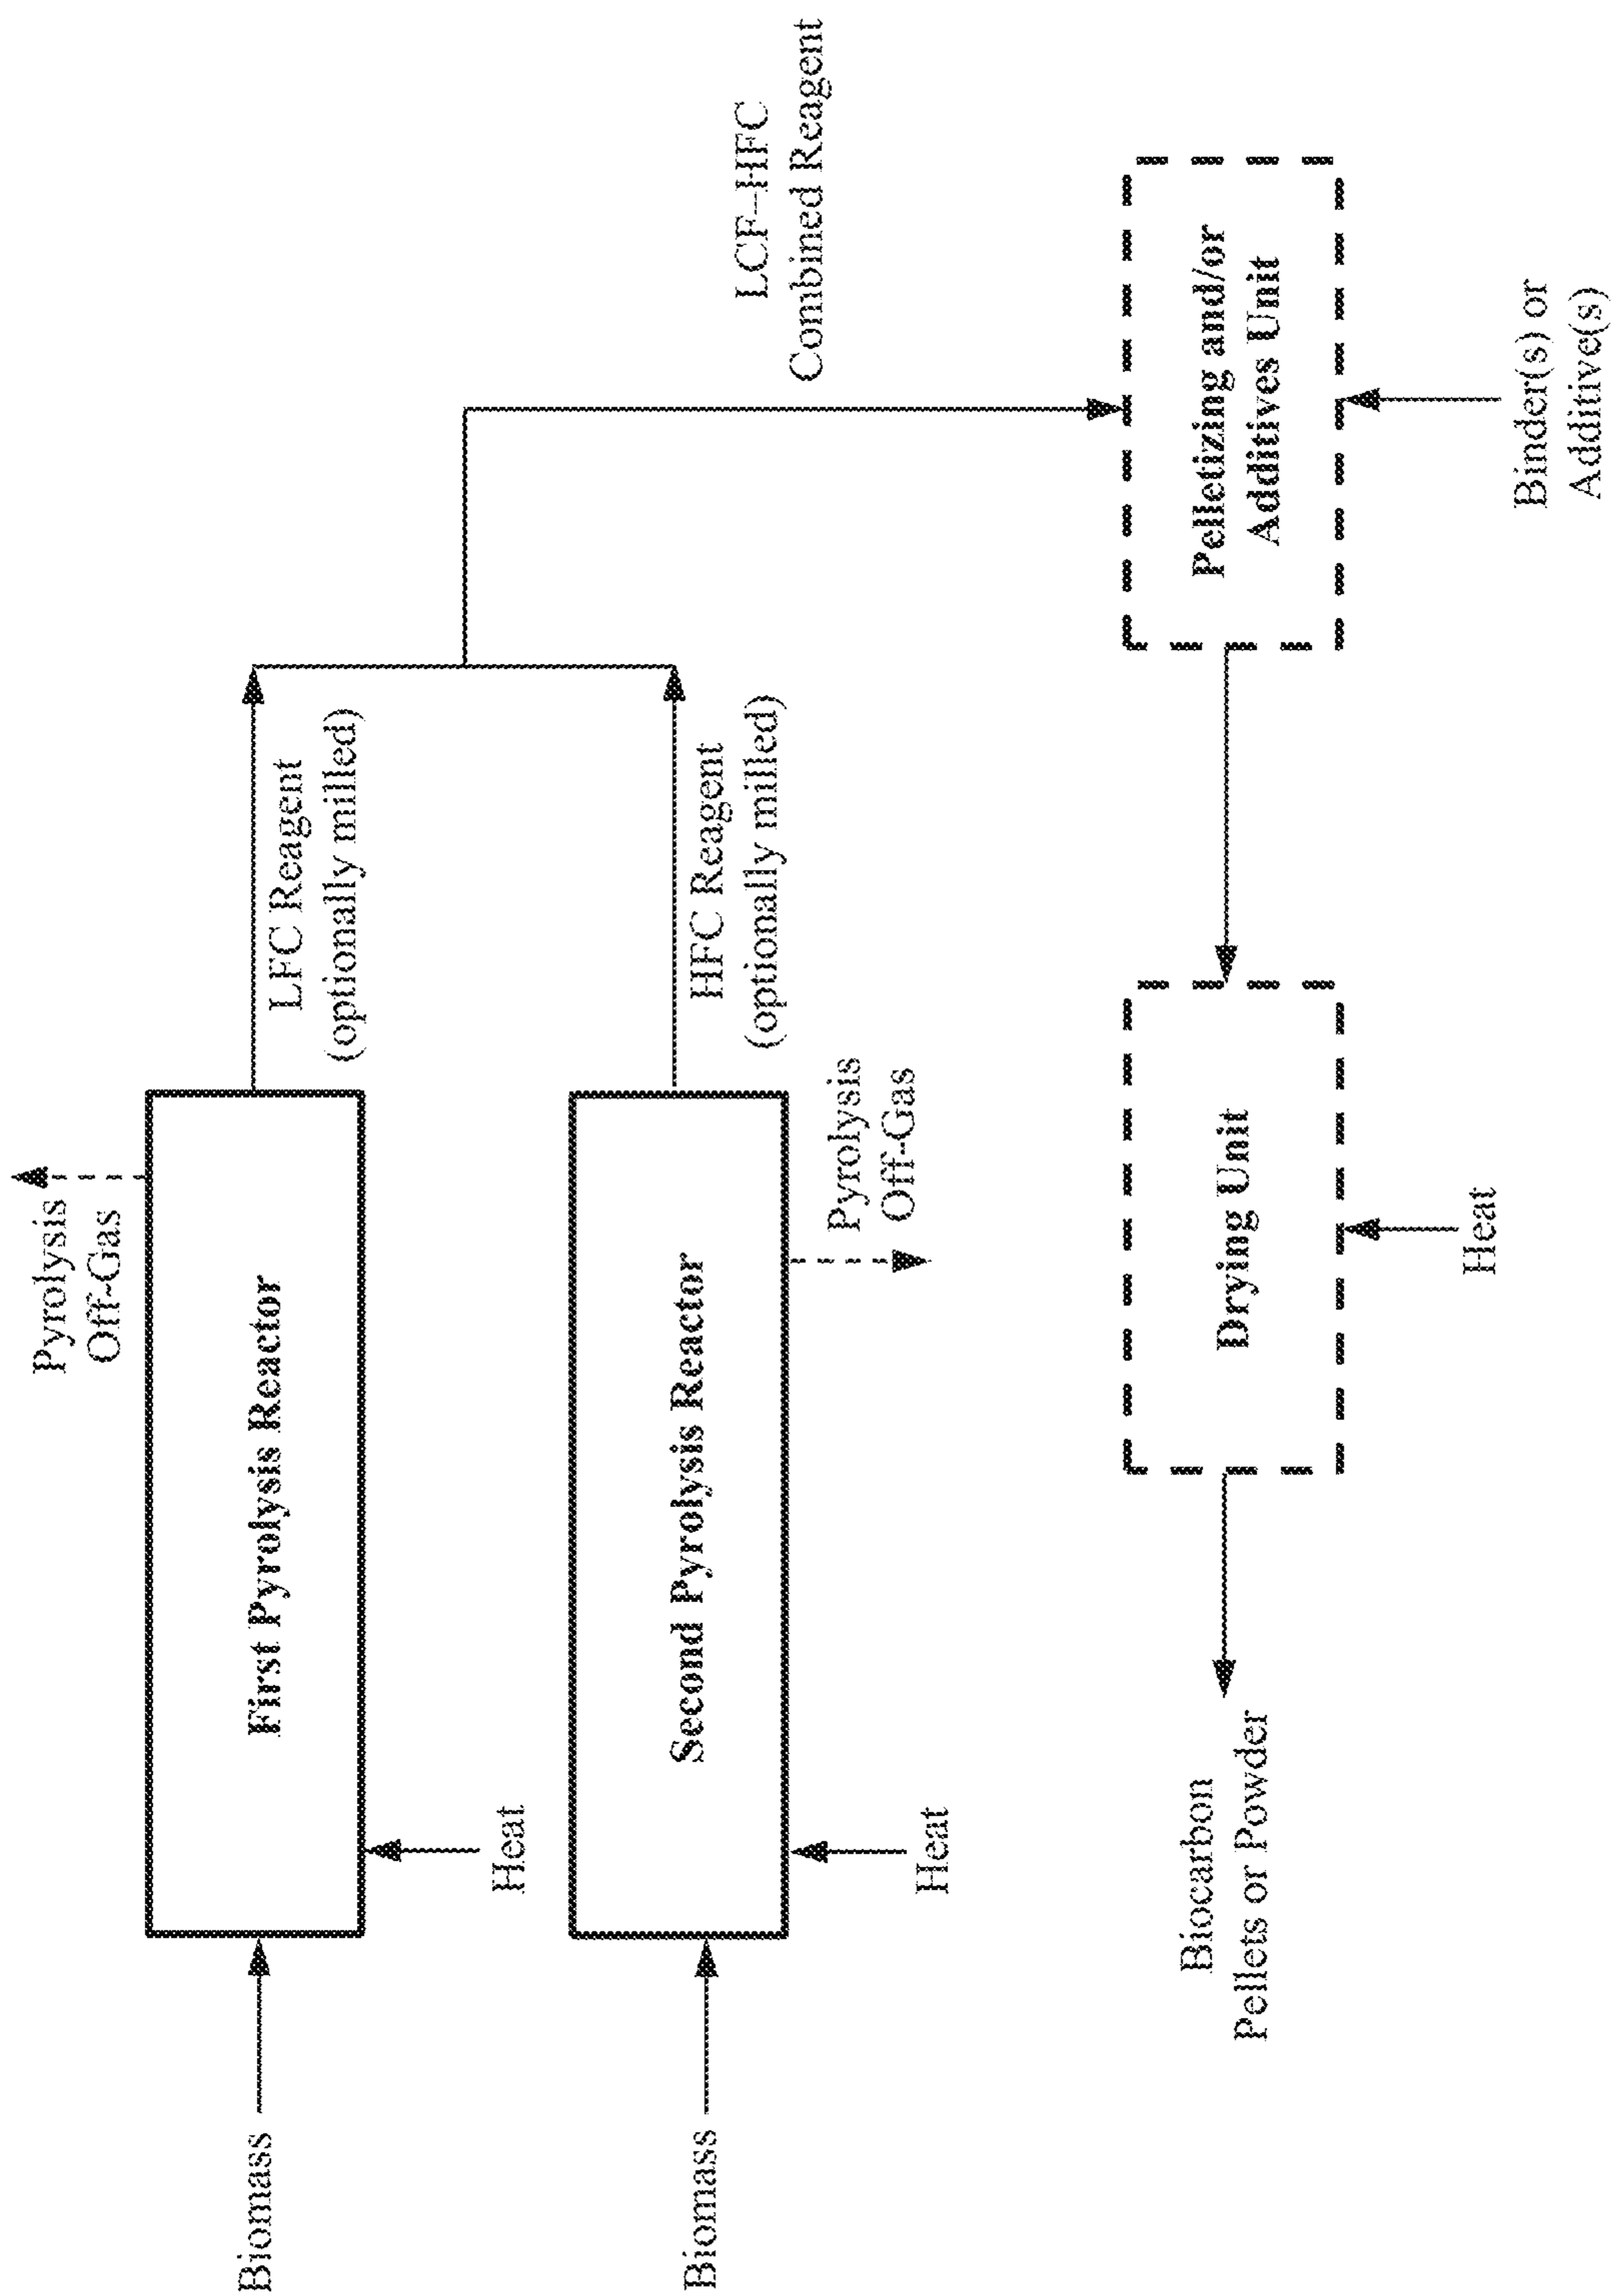 Pyrolysis
Off-Gas
Biomass
First Pyrolysis Reactor
LFC Reagent
(optionally milled)
Heat
Biomass
Second Pyrolysis Reactor
HFC Reagent
(optionally milled)
Heat
Pyrolysis
Off-Gas
LCF–HFC
Combined Reagent
Biocarbon
Pellets or Powder
Drying Unit
Pelletizing and/or
Additives Unit
Heat
Binder(s) or
Additive(s)